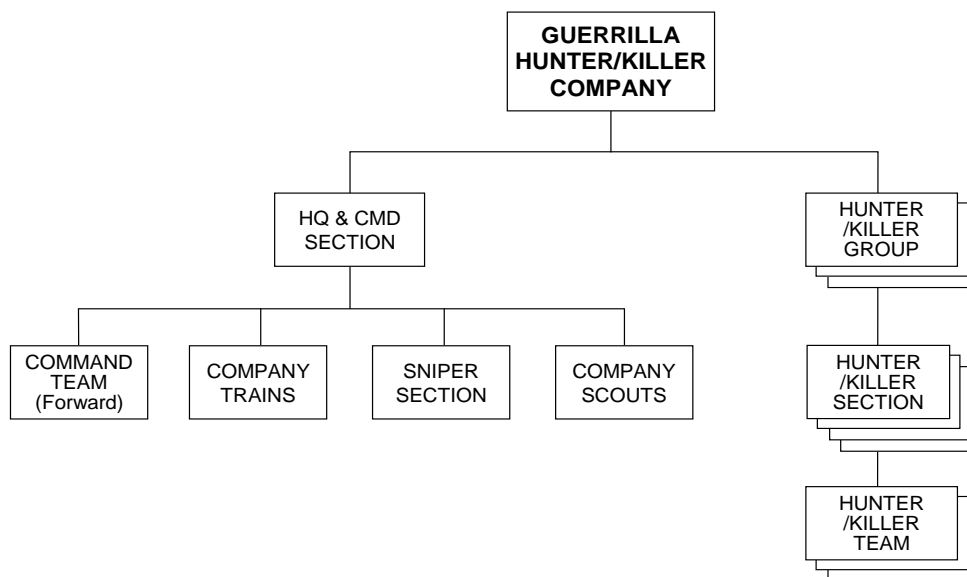 GUERRILLA
HUNTER/KILLER
COMPANY
HQ & CMD
SECTION
HUNTER
/KILLER
GROUP
COMMAND
TEAM
(Forward)
COMPANY
TRAINS
SNIPER
SECTION
COMPANY
SCOUTS
HUNTER
/KILLER
SECTION
HUNTER
/KILLER
TEAM